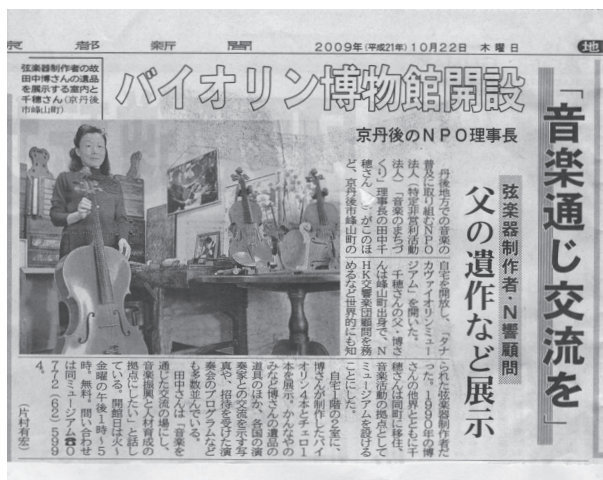 京都新聞
2009年(平成21年)10月22日 木曜日
地
弦楽器制作者の故
田中博さんの遺品
を展示する室内と
千穂さん(京丹後
市峰山町)
バイオリン博物館開設
京丹後のNPO理事長
「音楽通じ交流を」
弦楽器制作者・N響顧問
父の遺作など展示
丹後地方での音楽の
普及に取り組むNPO
法人(特定非営利活動
法人)「音楽のまちづ
くり」理事長の田中千
穂さん( )がこのほ
ど、京丹後市峰山町の
自宅を開放し、「タナ
カヴァイオリンミュー
ジアム」を開いた。
千穂さんの父・博さ
んは峰山町出身で、N
HK交響楽団顧問を務
めるなど世界的にも知
られた弦楽器制作者だ
った。1990年の博
さんの他界とともに千
穂さんは同町に移住、
音楽活動の拠点として
ミュージアムを設ける
ことにした。
自宅1階の2室に、
博さんが制作したバイ
オリン4本とチェロ1
本を展示、かんなやの
みなど博さんの遺品の
道具のほか、各国の演
奏家との交流を示す写
真や、招待を受けた演
奏会のプログラムなど
も多数並んでいる。
田中さんは「音楽を
通じた交流の場にし、
音楽振興と人材育成の
拠点にしたい」と話し
ている。開館日は火~
金曜の午後1時~5
時。無料。問い合わせ
は同ミュージアム☎0
772(62)599
4。
(片村有宏)